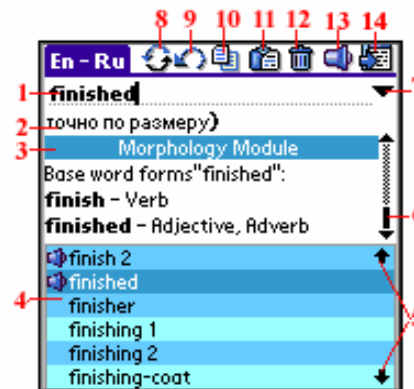 8 9 10 11 12 13 14
En - Ru
1 finished
2 точно по размеру)
3 Morphology Module
Base word forms"finished":
finish - Verb
finished - Adjective, Adverb
finish 2
finished
4 finisher
finishing 1
finishing 2
finishing-coat